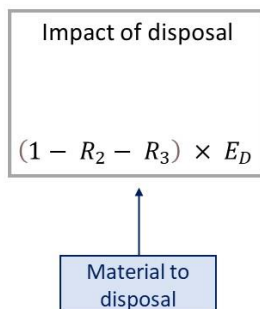 Impact of disposal
(1 − R₂ − R₃) × E_D
Material to
disposal